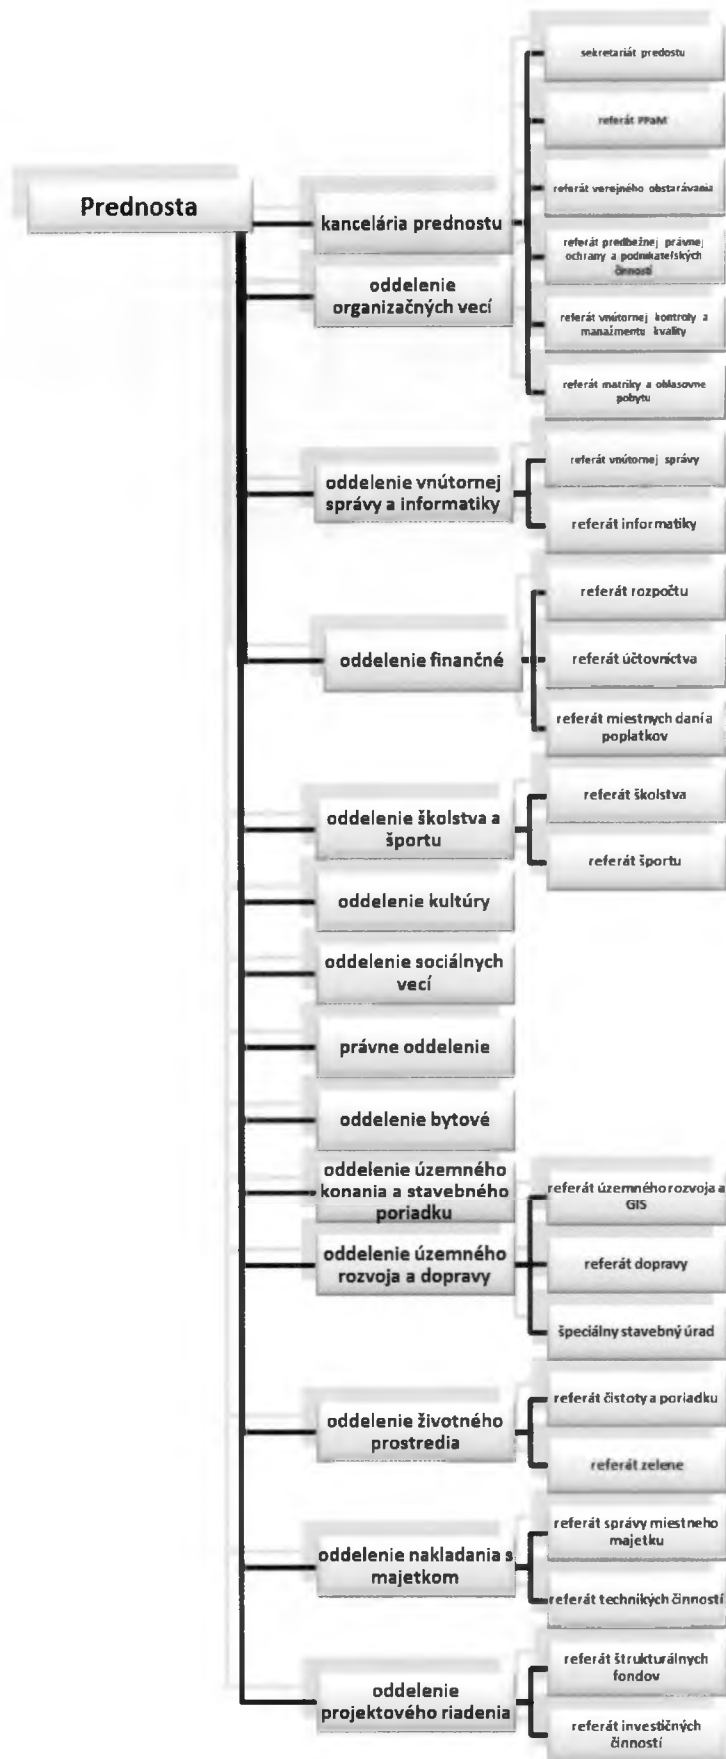 Prednosta
kancelária prednostu
sekretariát predostu
referát PPaM
referát verejného obstarávania
referát predbežnej právnej
ochrany a podnikateľských
činností
referát vnútornej kontroly a
manažmentu kvality
referát matriky a ohlasovne
pobytu
oddelenie
organizačných vecí
oddelenie vnútornej
správy a informatiky
referát vnútornej správy
referát informatiky
oddelenie finančné
referát rozpočtu
referát účtovníctva
referát miestnych daní a
poplatkov
oddelenie školstva a
športu
referát školstva
referát športu
oddelenie kultúry
oddelenie sociálnych
vecí
právne oddelenie
oddelenie bytové
oddelenie územného
konania a stavebného
poriadku
oddelenie územného
rozvoja a dopravy
referát územného rozvoja a
GIS
referát dopravy
špeciálny stavebný úrad
oddelenie životného
prostredia
referát čistoty a poriadku
referát zelene
oddelenie nakladania s
majetkom
referát správy miestneho
majetku
referát technikých činností
oddelenie
projektového riadenia
referát štrukturálnych
fondov
referát investičných
činností